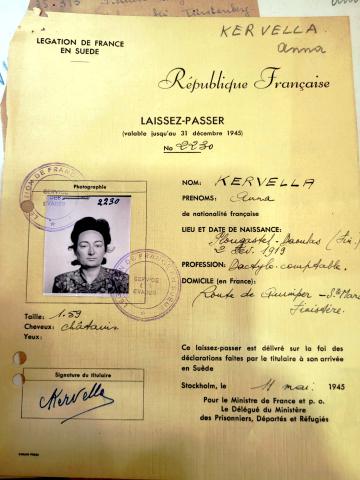 KERVELLA
Anna
LEGATION DE FRANCE
EN SUEDE
République Française
LAISSEZ-PASSER
(valable jusqu'au 31 décembre 1945)
No 2230
Photographie
2230
SERVICE
EVADES
SERVICE
EVADES
NOM: KERVELLA
PRENOMS: Anna
de nationalité française
LIEU ET DATE DE NAISSANCE:
Plougastel-Daoulas (Fin.)
1919
PROFESSION: Dactylo-comptable.
DOMICILE (en France):
Route de Quimper -
Finistère
Taille: 1.59
Cheveux: châtains
Yeux:
Ce laissez-passer est délivré sur la foi des
déclarations faites par le titulaire à son arrivée
en Suède
Stockholm, le 11 mai 1945
Pour le Ministre de France et p. o.
Le Délégué du Ministère
des Prisonniers, Déportés et Réfugiés
Signature du titulaire
Kervella